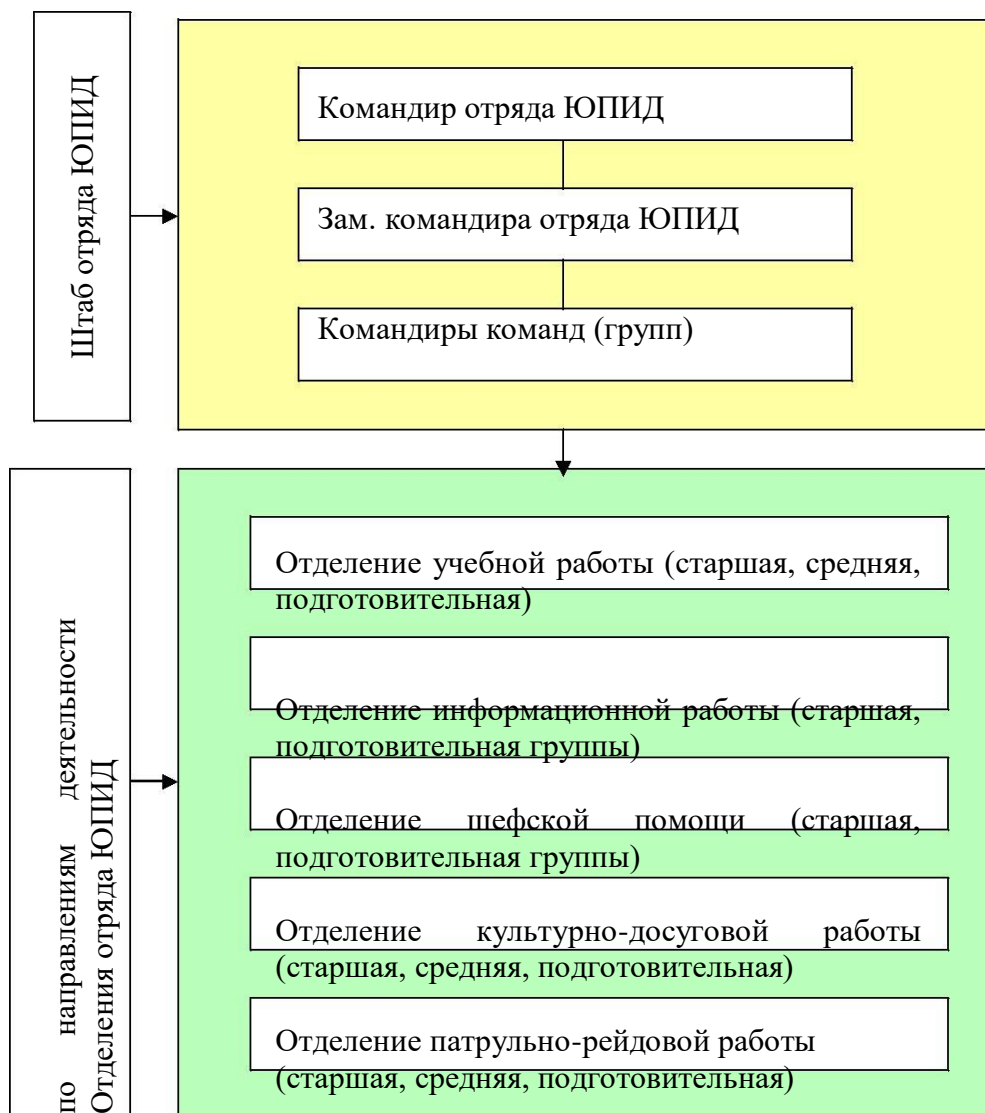 Штаб отряда ЮПИД
Командир отряда ЮПИД
Зам. командира отряда ЮПИД
Командиры команд (групп)
по направлениям деятельности
Отделения отряда ЮПИД
Отделение учебной работы (старшая, средняя,
подготовительная)
Отделение информационной работы (старшая,
подготовительная группы)
Отделение шефской помощи (старшая,
подготовительная группы)
Отделение культурно-досуговой работы
(старшая, средняя, подготовительная)
Отделение патрульно-рейдовой работы
(старшая, средняя, подготовительная)